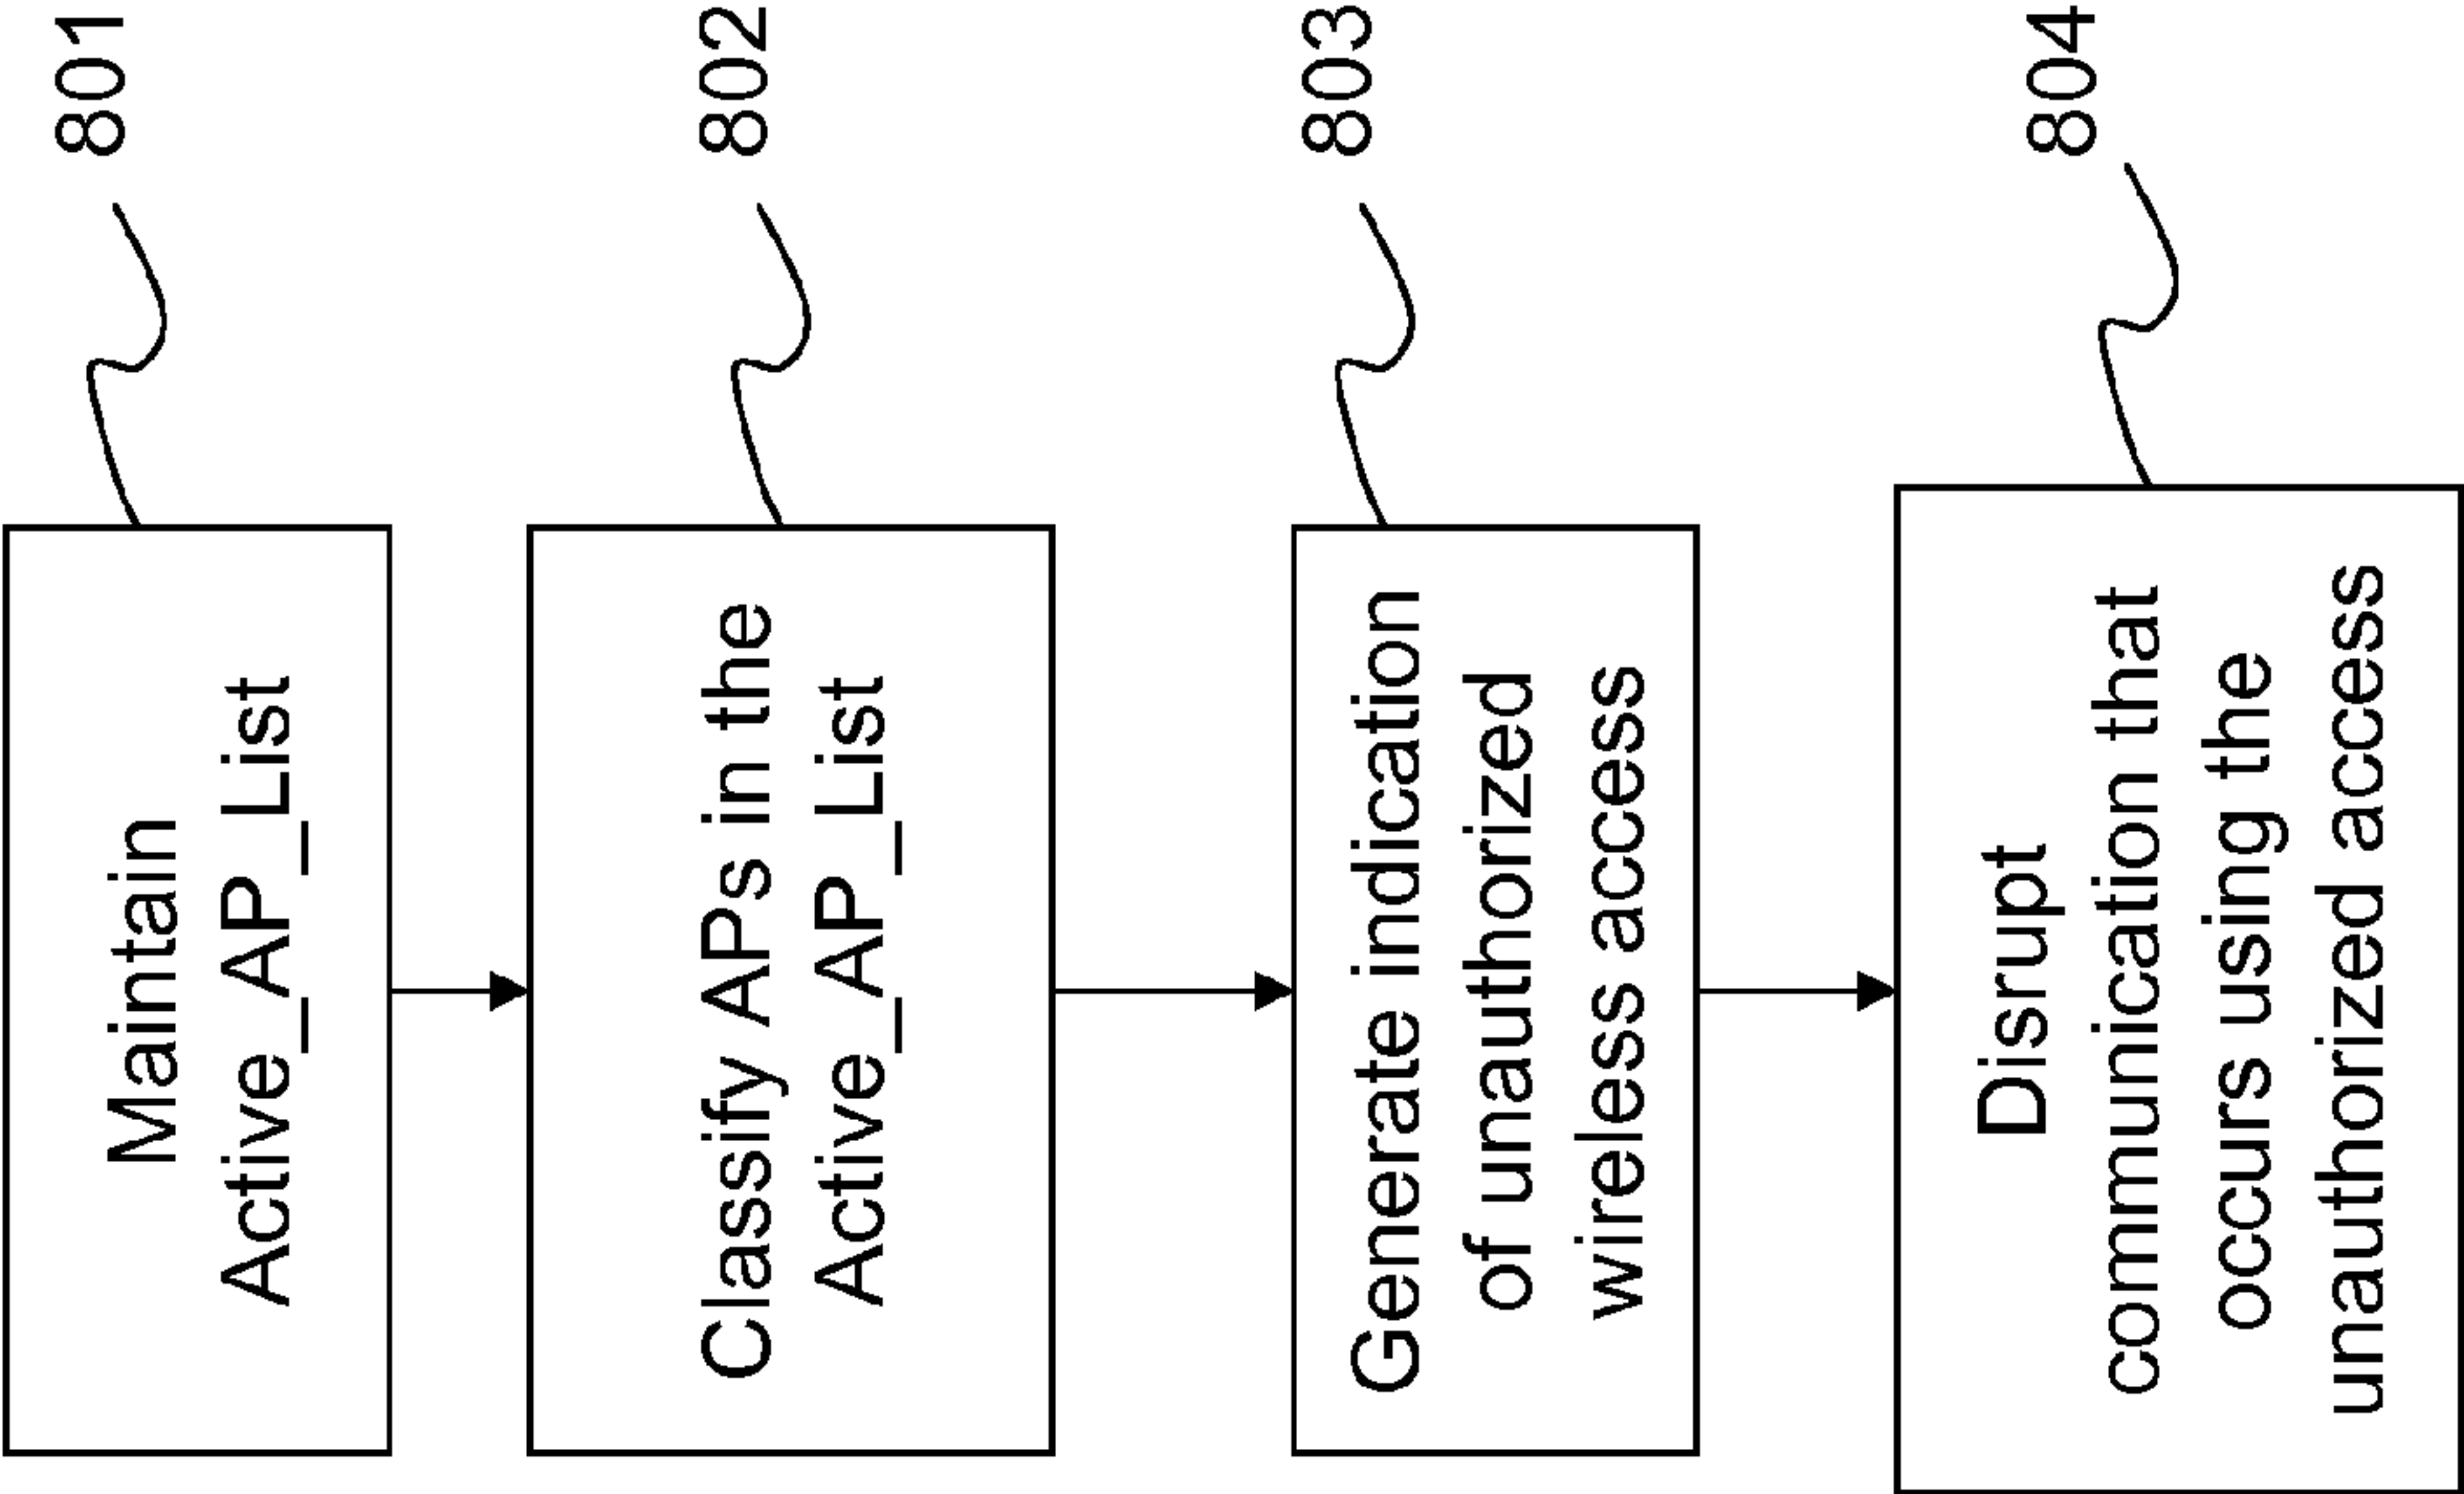 Maintain
Active_AP_List
801
Classify APs in the
Active_AP_List
802
Generate indication
of unauthorized
wireless access
803
Disrupt
communication that
occurs using the
unauthorized access
804